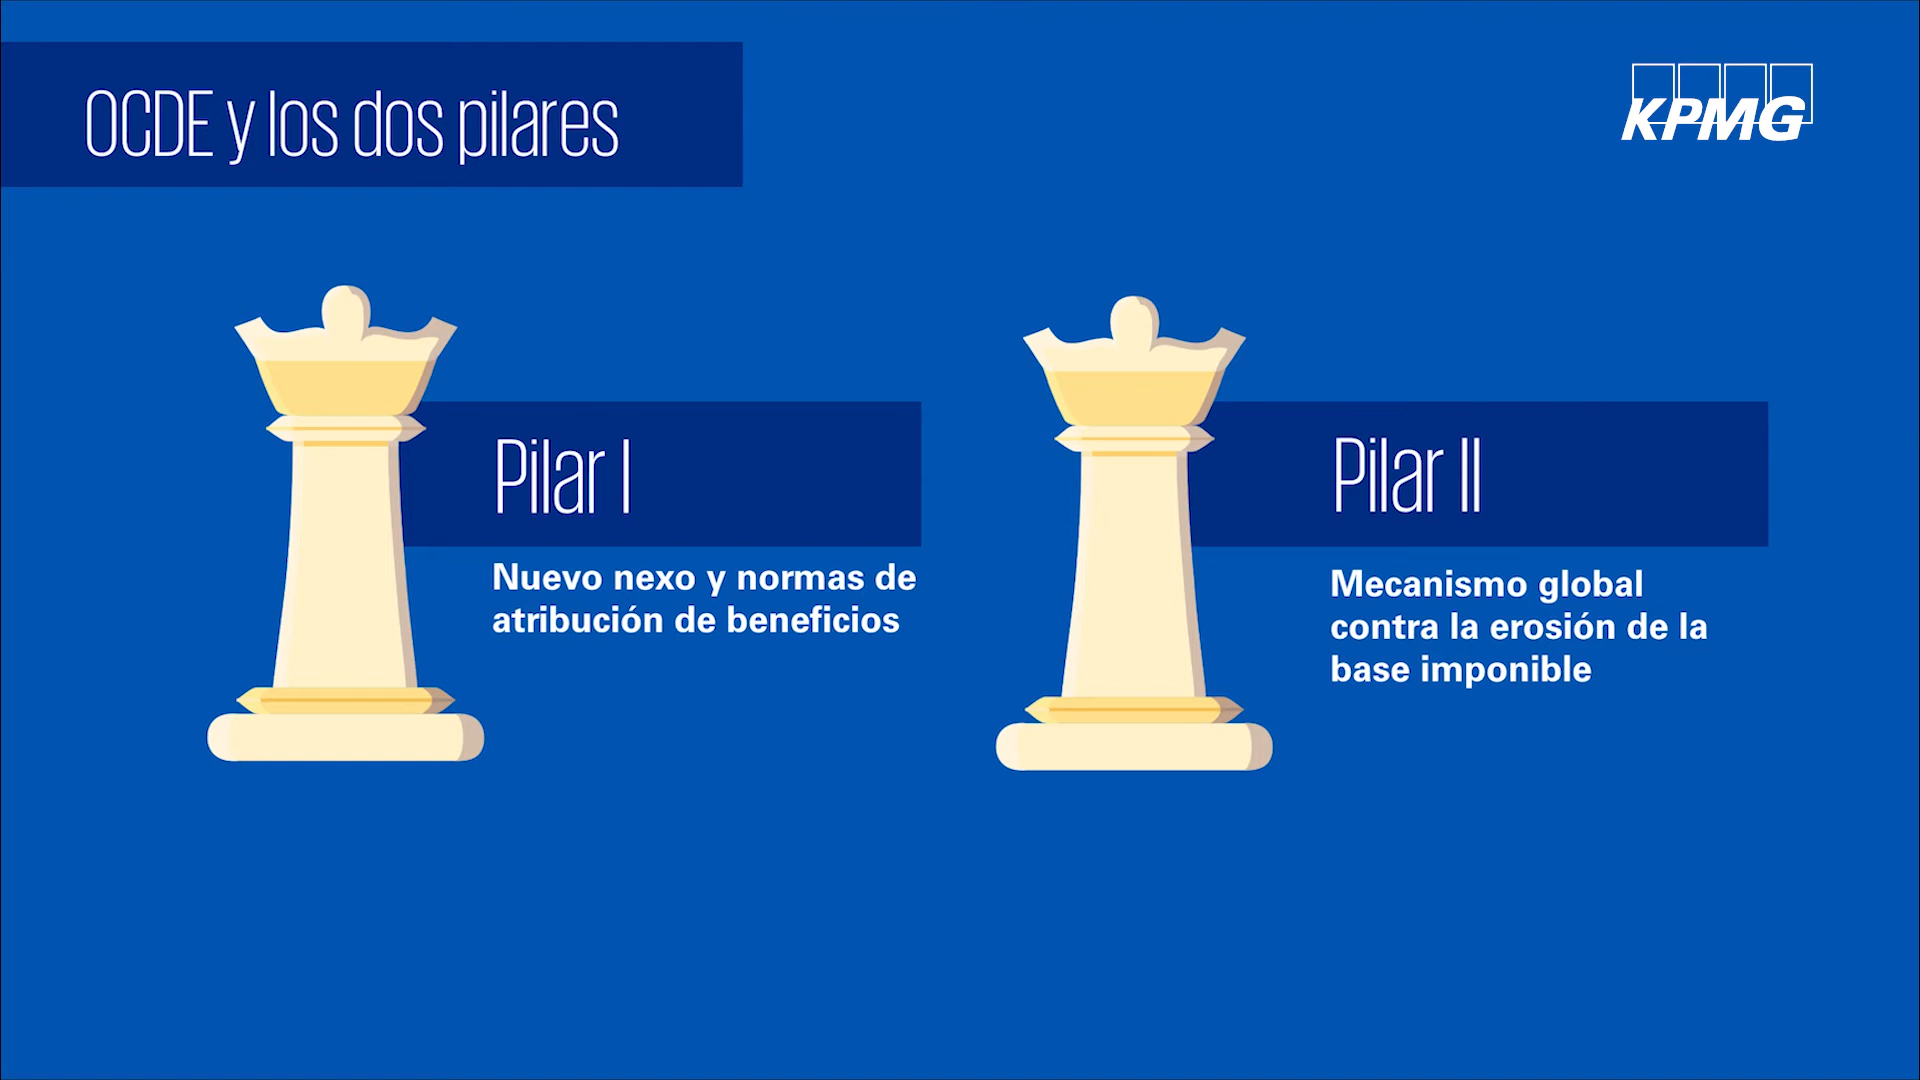 OCDE y los dos pilares
KPMG
Pilar I
Nuevo nexo y normas de
atribución de beneficios
Pilar II
Mecanismo global
contra la erosión de la
base imponible